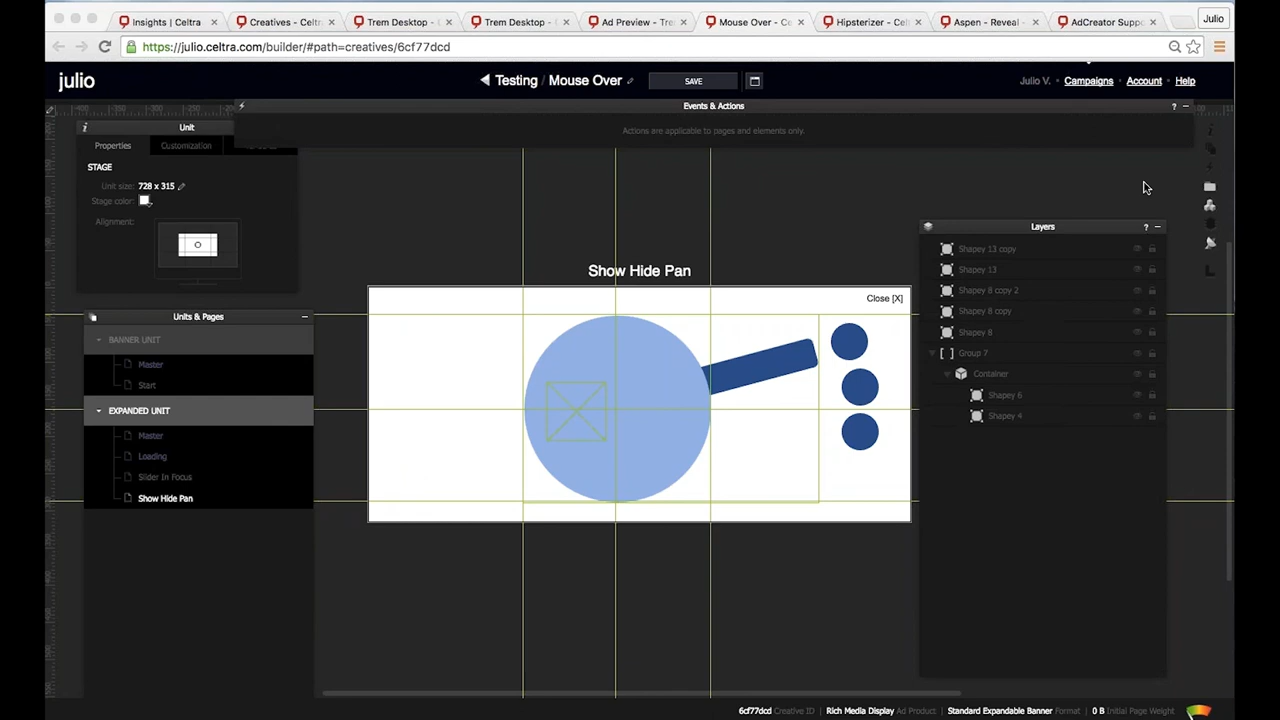 Insights | Celtra
Creatives - Celtr
Trem Desktop -
Trem Desktop -
Ad Preview - Tre
Mouse Over - Ce
Hipsterizer - Celt
Aspen - Reveal
AdCreator Suppo
Julio
https://julio.celtra.com/builder/#path=creatives/6cf77dcd
julio
Testing / Mouse Over
SAVE
Julio V. • Campaigns • Account • Help
-400 -350 -300
Events & Actions
?
Actions are applicable to pages and elements only.
Unit
Properties Customization
STAGE
Unit size: 728 x 315
Stage color:
Alignment:
Units & Pages
BANNER UNIT
Master
Start
EXPANDED UNIT
Master
Loading
Slider In Focus
Show Hide Pan
Show Hide Pan
Close [X]
Layers
?
Shapey 13 copy
Shapey 13
Shapey 8 copy 2
Shapey 8 copy
Shapey 8
Group 7
Container
Shapey 6
Shapey 4
6cf77dcd Creative ID | Rich Media Display Ad Product | Standard Expandable Banner Format | 0 B Initial Page Weight